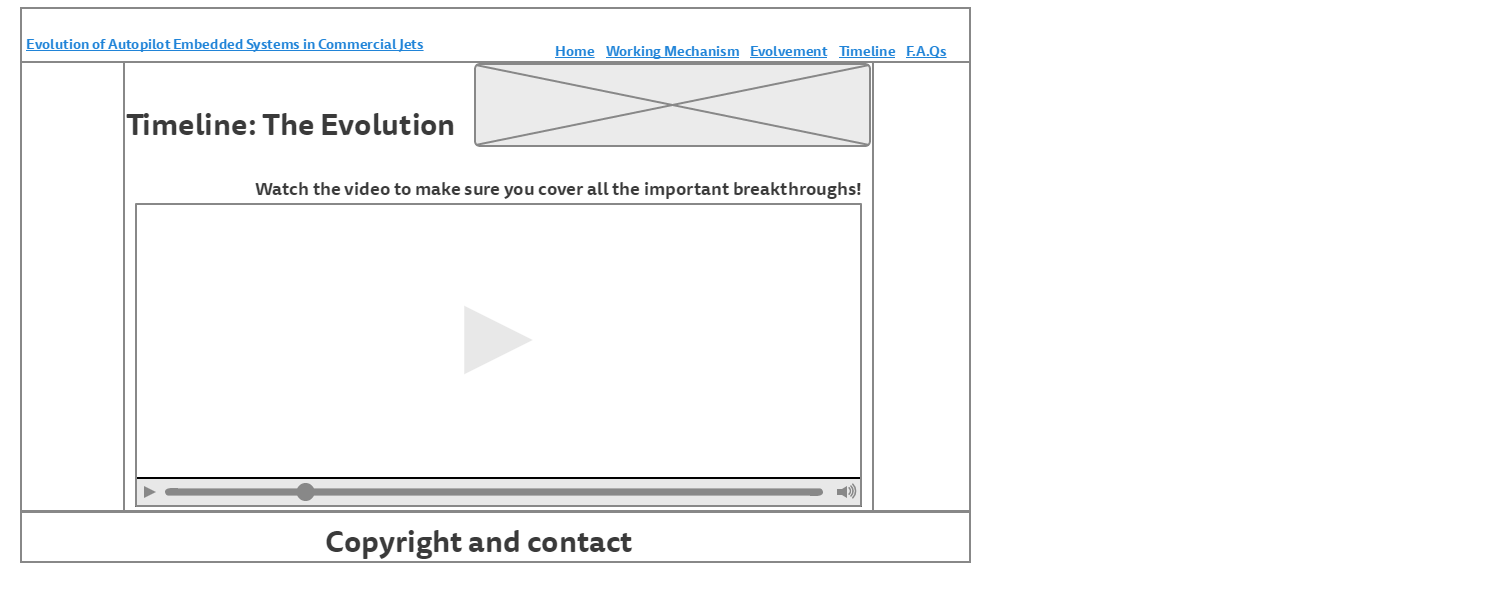 Evolution of Autopilot Embedded Systems in Commercial Jets
Home Working Mechanism Evolvement Timeline F.A.Qs
Timeline: The Evolution
Watch the video to make sure you cover all the important breakthroughs!
Copyright and contact